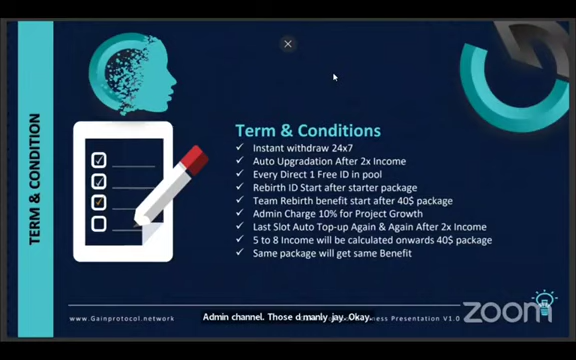 TERM & CONDITION
Term & Conditions
Instant withdraw 24x7
Auto Upgradation After 2x Income
Every Direct 1 Free ID in pool
Rebirth ID Start after starter package
Team Rebirth benefit start after 40$ package
Admin Charge 10% for Project Growth
Last Slot Auto Top-up Again & Again After 2x Income
5 to 8 Income will be calculated onwards 40$ package
Same package will get same Benefit
www.Gainprotocol.network
Admin channel. Those d manly jay. Okay.
iness Presentation V1.0
zoom